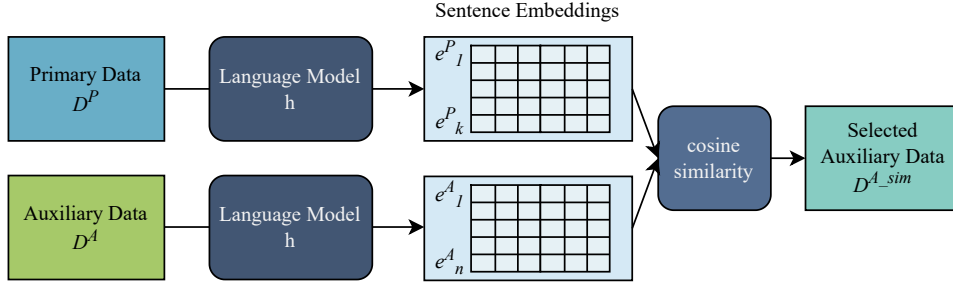 Sentence Embeddings
Primary Data
D^P
Language Model
h
e^P_1
e^P_k
Auxiliary Data
D^A
Language Model
h
e^A_1
e^A_n
cosine
similarity
Selected
Auxiliary Data
D^{A_sim}